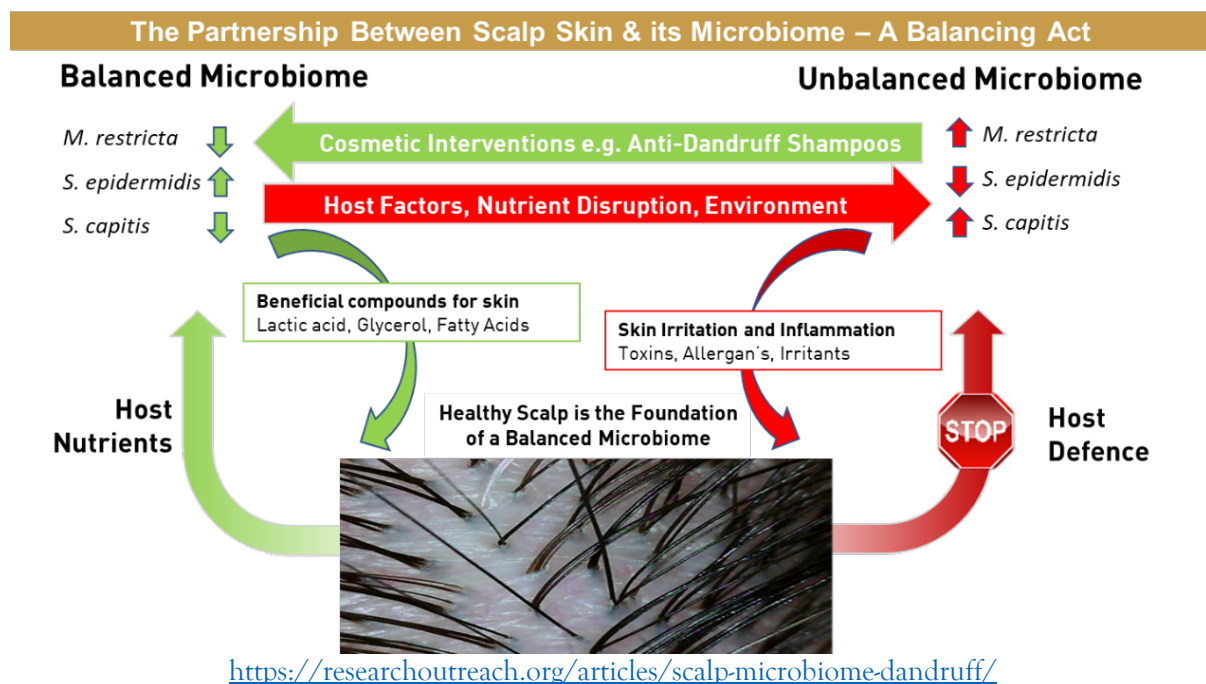 The Partnership Between Scalp Skin & its Microbiome – A Balancing Act
Balanced Microbiome
Unbalanced Microbiome
M. restricta
S. epidermidis
S. capitis
Cosmetic Interventions e.g. Anti-Dandruff Shampoos
Host Factors, Nutrient Disruption, Environment
M. restricta
S. epidermidis
S. capitis
Beneficial compounds for skin
Lactic acid, Glycerol, Fatty Acids
Skin Irritation and Inflammation
Toxins, Allergan's, Irritants
Host
Nutrients
Healthy Scalp is the Foundation
of a Balanced Microbiome
STOP
Host
Defence
https://researchoutreach.org/articles/scalp-microbiome-dandruff/